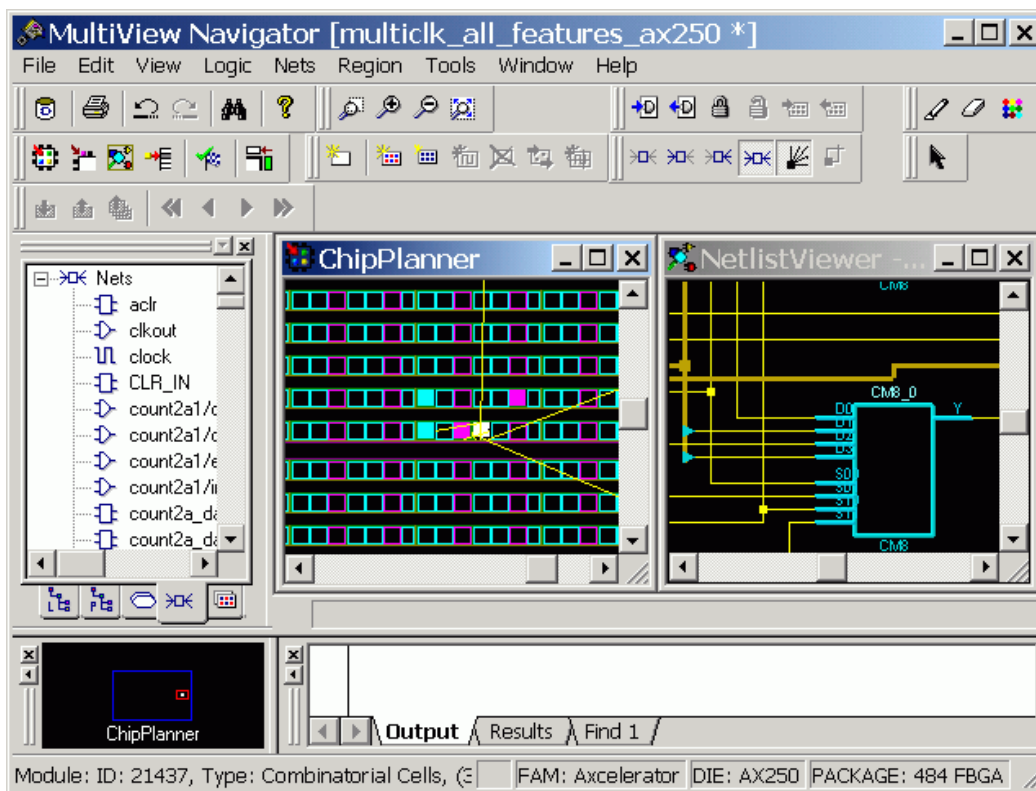 MultiView Navigator [multiclk_all_features_ax250 *]
File Edit View Logic Nets Region Tools Window Help
ChipPlanner
NetlistViewer -...
Nets
aclr
clkout
clock
CLR_IN
count2a1/c
count2a1/c
count2a1/e
count2a1/i
count2a_da
count2a_da
CM8
CM8_0
D0
D1
D2
D3
Y
S0
S0
S1
S1
CM8
ChipPlanner
Output Results Find 1
Module: ID: 21437, Type: Combinatorial Cells, (3 FAM: Axcelerator DIE: AX250 PACKAGE: 484 FBGA